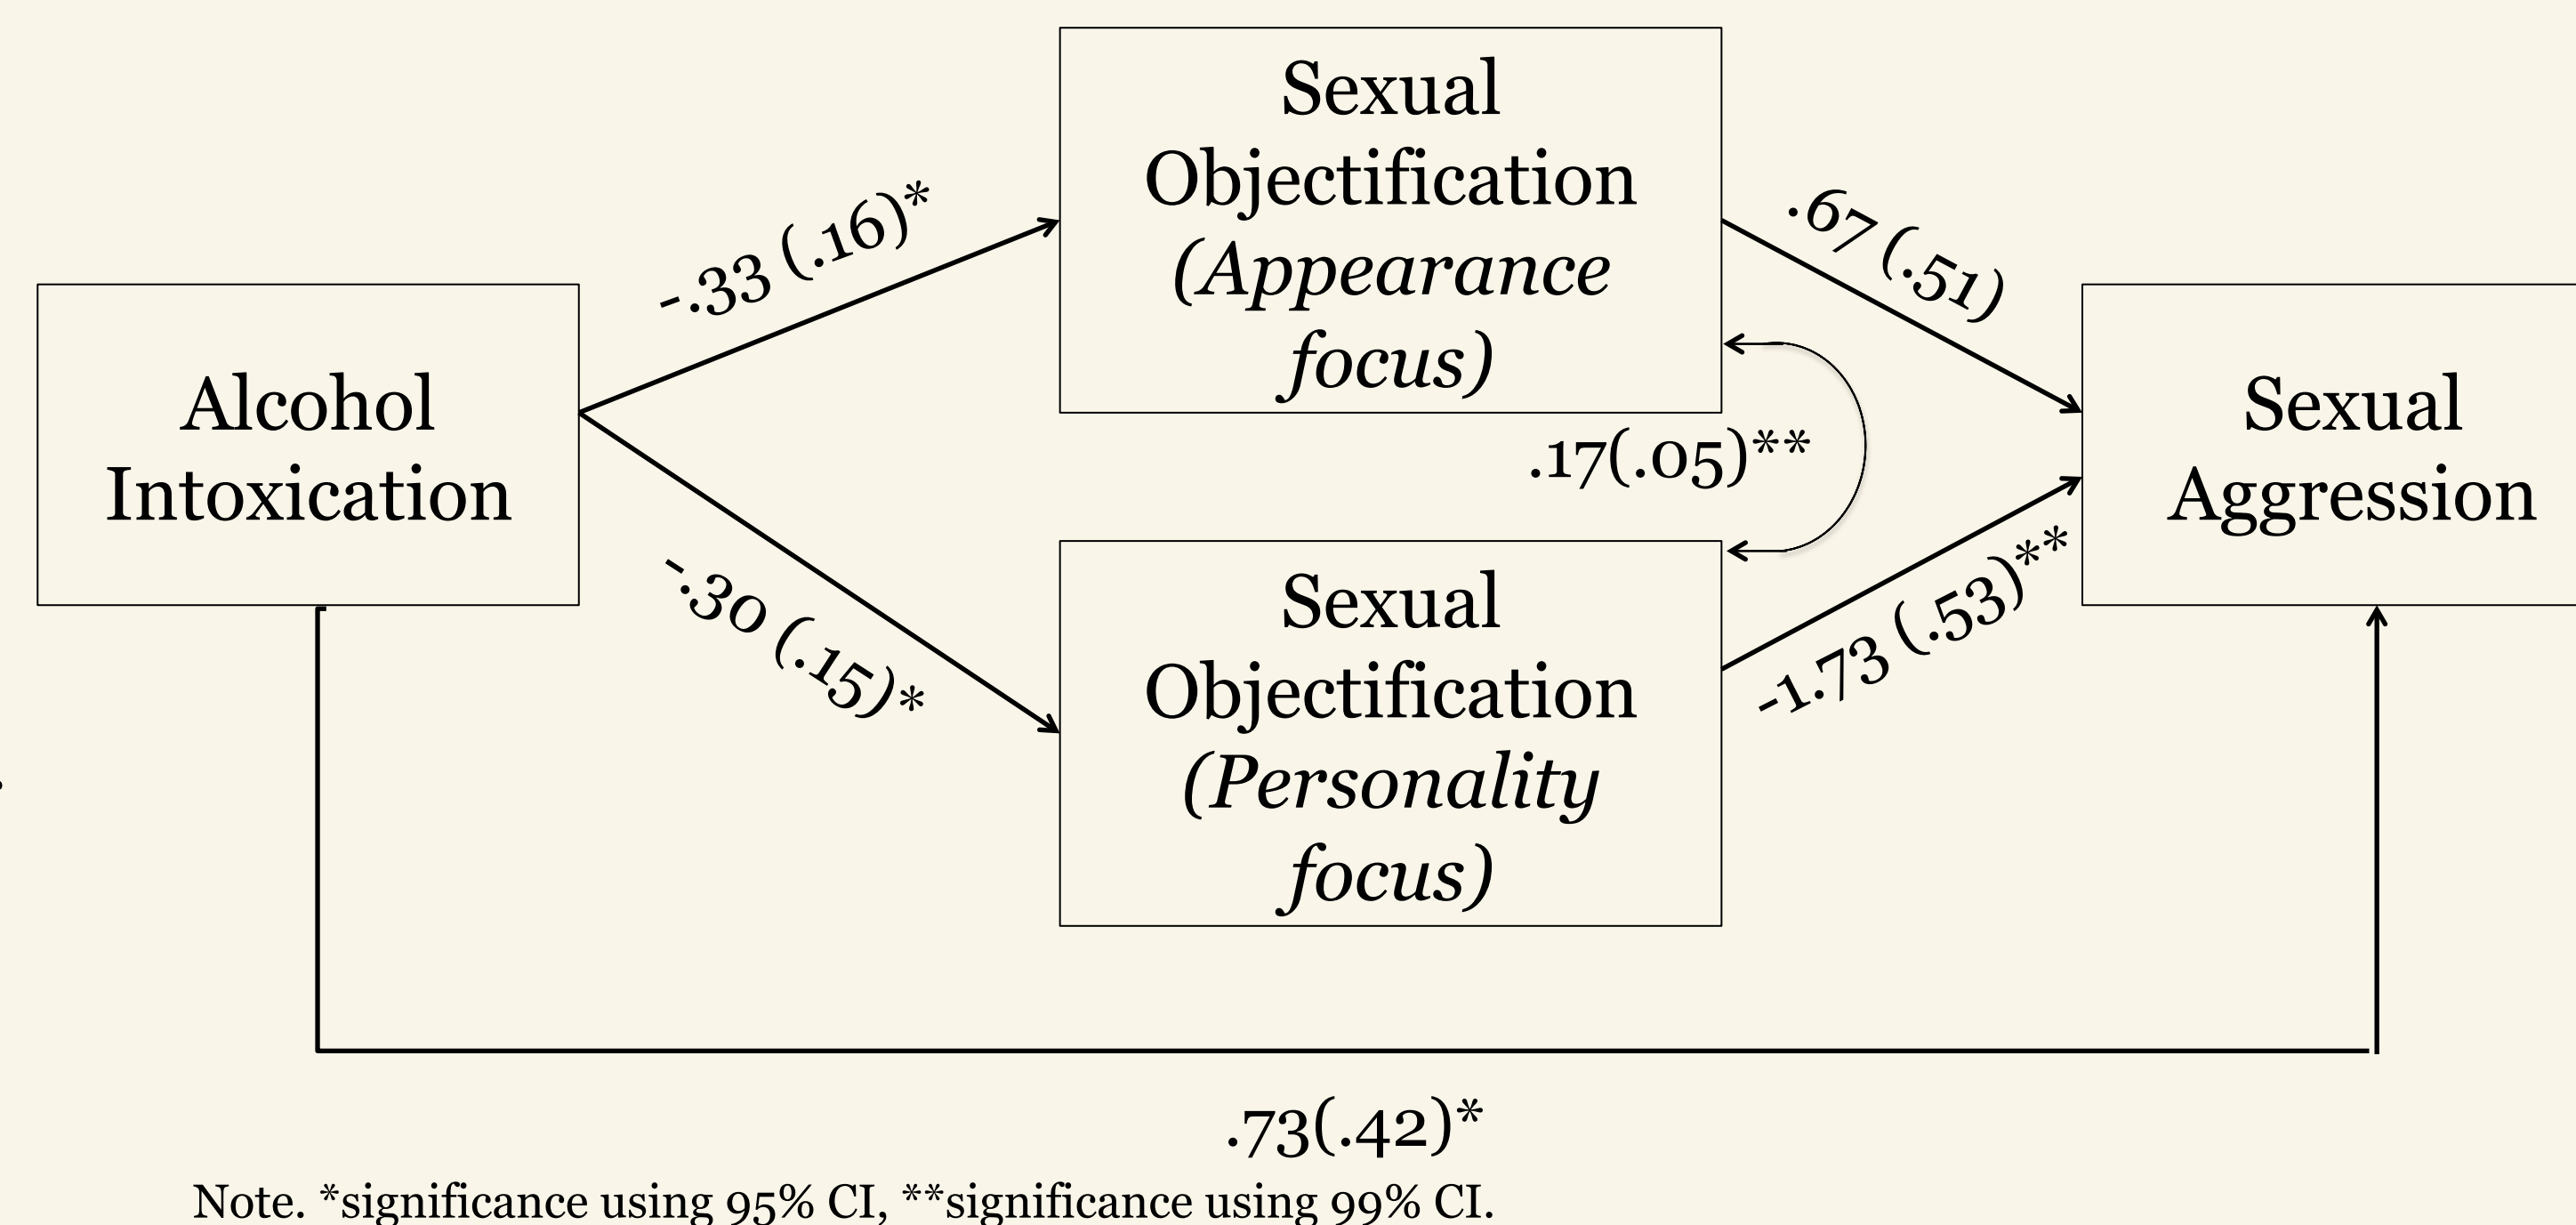 Sexual
Objectification
(Appearance
focus)
-.33 (.16)*
.67 (.51)
Alcohol
Intoxication
Sexual
Aggression
.17(.05)**
-.30 (.15)*
Sexual
Objectification
(Personality
focus)
-1.73 (.53)**
.73(.42)*
Note. *significance using 95% CI, **significance using 99% CI.